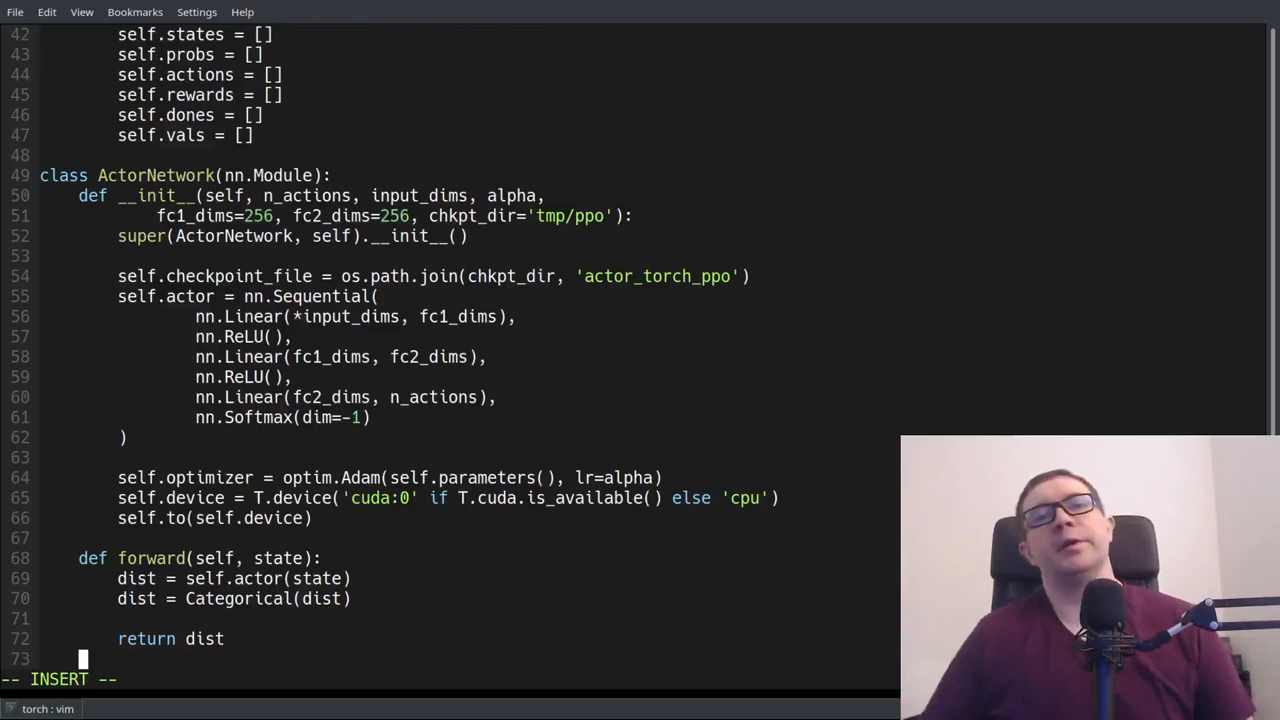 File Edit View Bookmarks Settings Help
42 self.states = []
43 self.probs = []
44 self.actions = []
45 self.rewards = []
46 self.dones = []
47 self.vals = []
48
49 class ActorNetwork(nn.Module):
50 def __init__(self, n_actions, input_dims, alpha,
51 fc1_dims=256, fc2_dims=256, chkpt_dir='tmp/ppo'):
52 super(ActorNetwork, self).__init__()
53
54 self.checkpoint_file = os.path.join(chkpt_dir, 'actor_torch_ppo')
55 self.actor = nn.Sequential(
56 nn.Linear(*input_dims, fc1_dims),
57 nn.ReLU(),
58 nn.Linear(fc1_dims, fc2_dims),
59 nn.ReLU(),
60 nn.Linear(fc2_dims, n_actions),
61 nn.Softmax(dim=-1)
62 )
63
64 self.optimizer = optim.Adam(self.parameters(), lr=alpha)
65 self.device = T.device('cuda:0' if T.cuda.is_available() else 'cpu')
66 self.to(self.device)
67
68 def forward(self, state):
69 dist = self.actor(state)
70 dist = Categorical(dist)
71
72 return dist
73
-- INSERT --
torch : vim